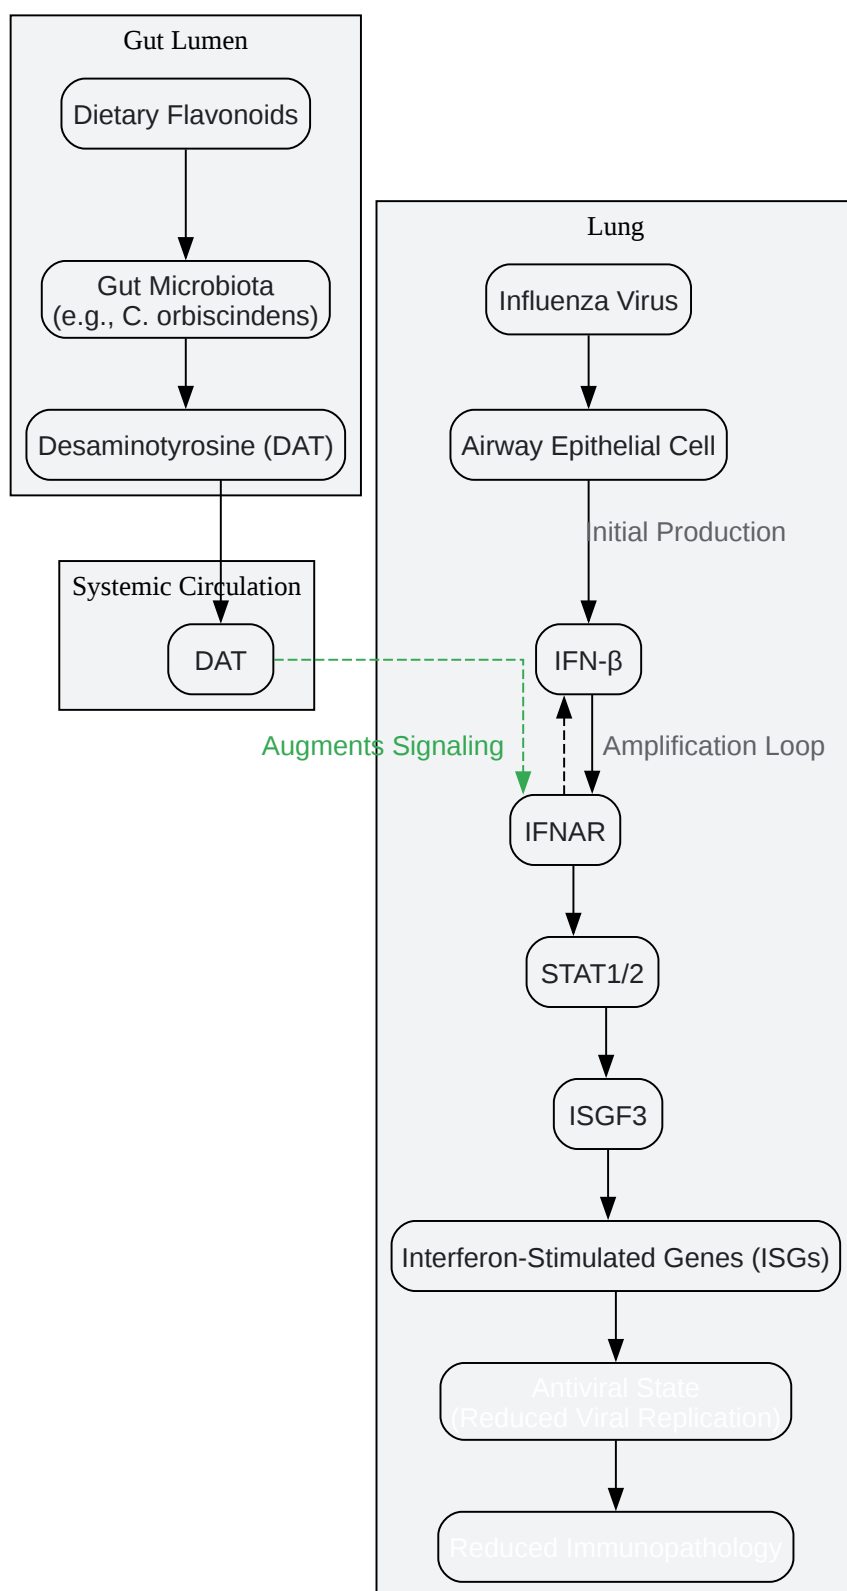 Gut Lumen
Dietary Flavonoids
Gut Microbiota
(e.g., C. orbiscindens)
Desaminotyrosine (DAT)
Systemic Circulation
DAT
Augments Signaling
Lung
Influenza Virus
Airway Epithelial Cell
Initial Production
IFN-β
Amplification Loop
IFNAR
STAT1/2
ISGF3
Interferon-Stimulated Genes (ISGs)
Antiviral State
(Reduced Viral Replication)
Reduced Immunopathology